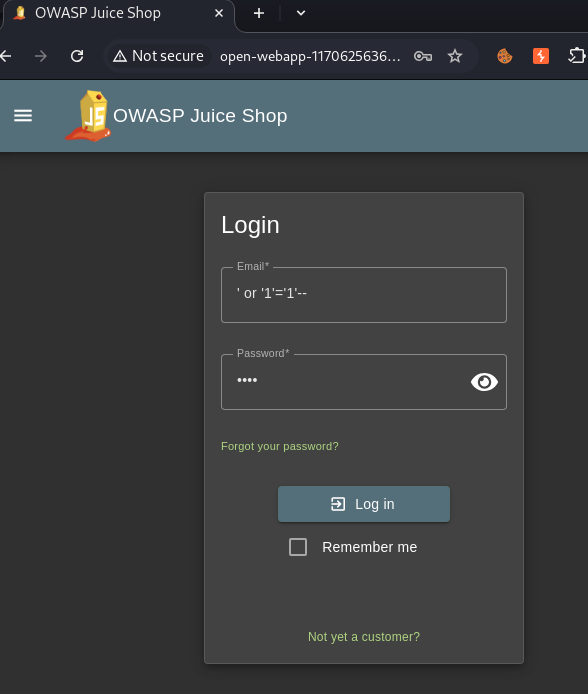 OWASP Juice Shop
Not secure open-webapp-1170625636...
JS OWASP Juice Shop
Login
Email*
' or '1'='1'--
Password*
••••
Forgot your password?
Log in
Remember me
Not yet a customer?